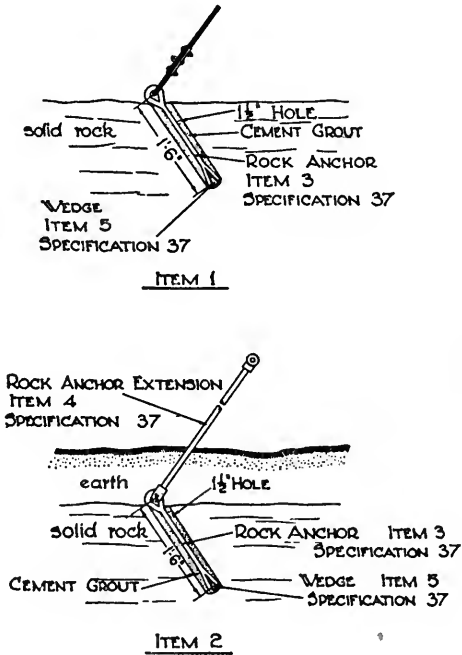 solid rock
1½" HOLE
CEMENT GROUT
ROCK ANCHOR
ITEM 3
SPECIFICATION 37
1'-6"
WEDGE
ITEM 5
SPECIFICATION 37
ITEM 1
ROCK ANCHOR EXTENSION
ITEM 4
SPECIFICATION 37
earth
1½" HOLE
solid rock
ROCK ANCHOR ITEM 3
SPECIFICATION 37
1'-6"
CEMENT GROUT
WEDGE ITEM 5
SPECIFICATION 37
ITEM 2